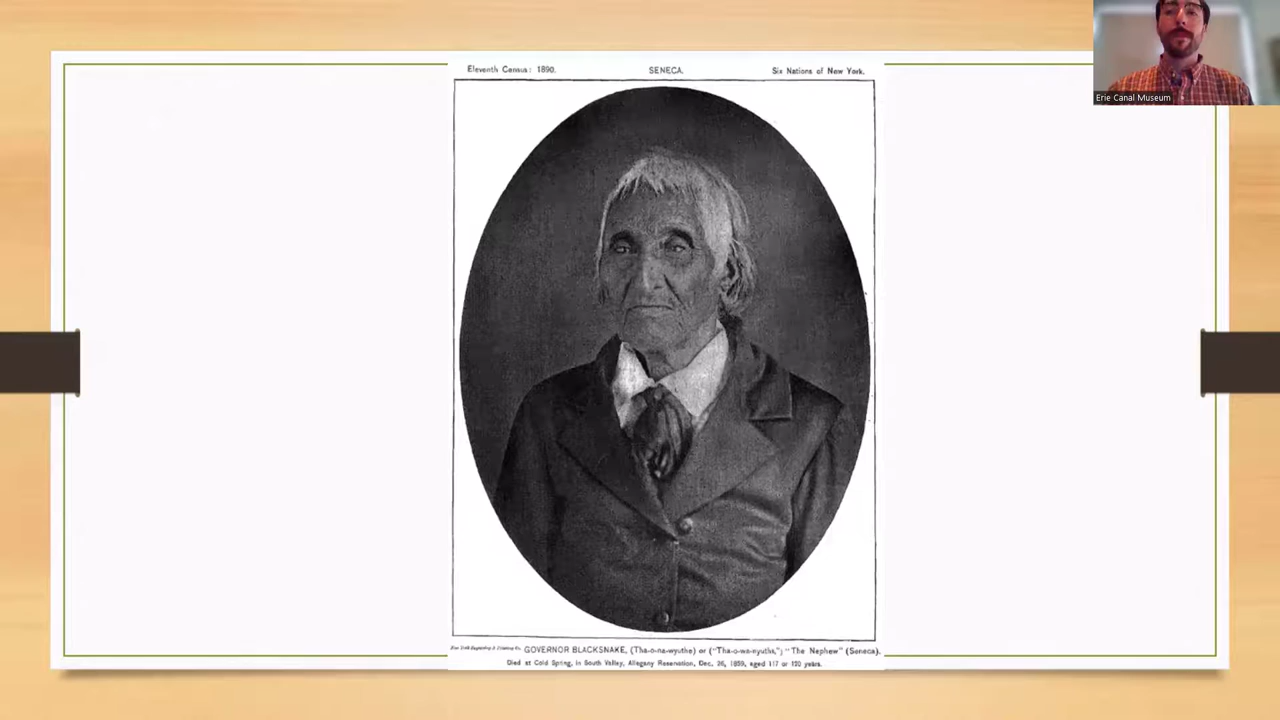 Eleventh Census: 1890. SENECA. Six Nations of New York.
Erie Canal Museum
GOVERNOR BLACKSNAKE, (Tha-o-na-wyuthe) or ("Tha-o-wa-nyuths,") "The Nephew" (Seneca).
Died at Cold Spring, in South Valley, Allegany Reservation, Dec. 26, 1859, aged 117 or 120 years.